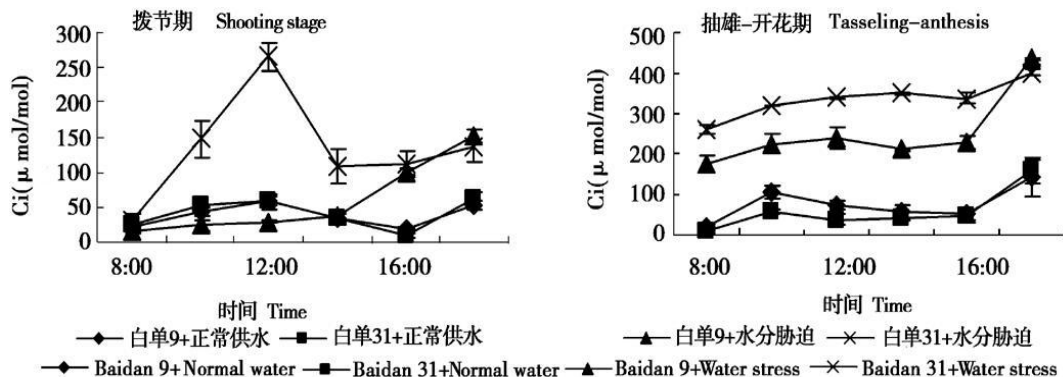 拨节期 Shooting stage
300
250
200
150
100
50
0
Ci(μ mol/mol)
8:00 12:00 16:00
时间 Time
抽雄-开花期 Tasseling-anthesis
500
400
300
200
100
0
Ci(μ mol/mol)
8:00 12:00 16:00
时间 Time
白单9+正常供水 白单31+正常供水 白单9+水分胁迫 白单31+水分胁迫
Baidan 9+Normal water Baidan 31+Normal water Baidan 9+Water stress Baidan 31+Water stress